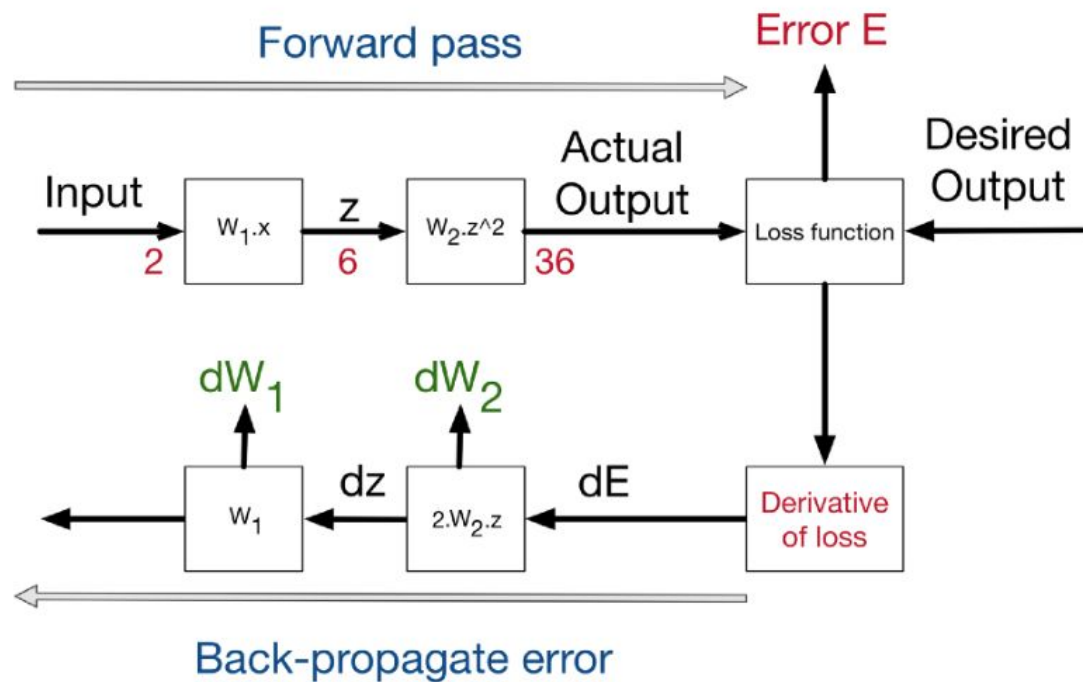 Forward pass
Error E
Input
W₁.x
z
W₂.z^2
Actual
Output
Loss function
Desired
Output
2
6
36
dW₁
dW₂
W₁
dz
2.W₂.z
dE
Derivative
of loss
Back-propagate error